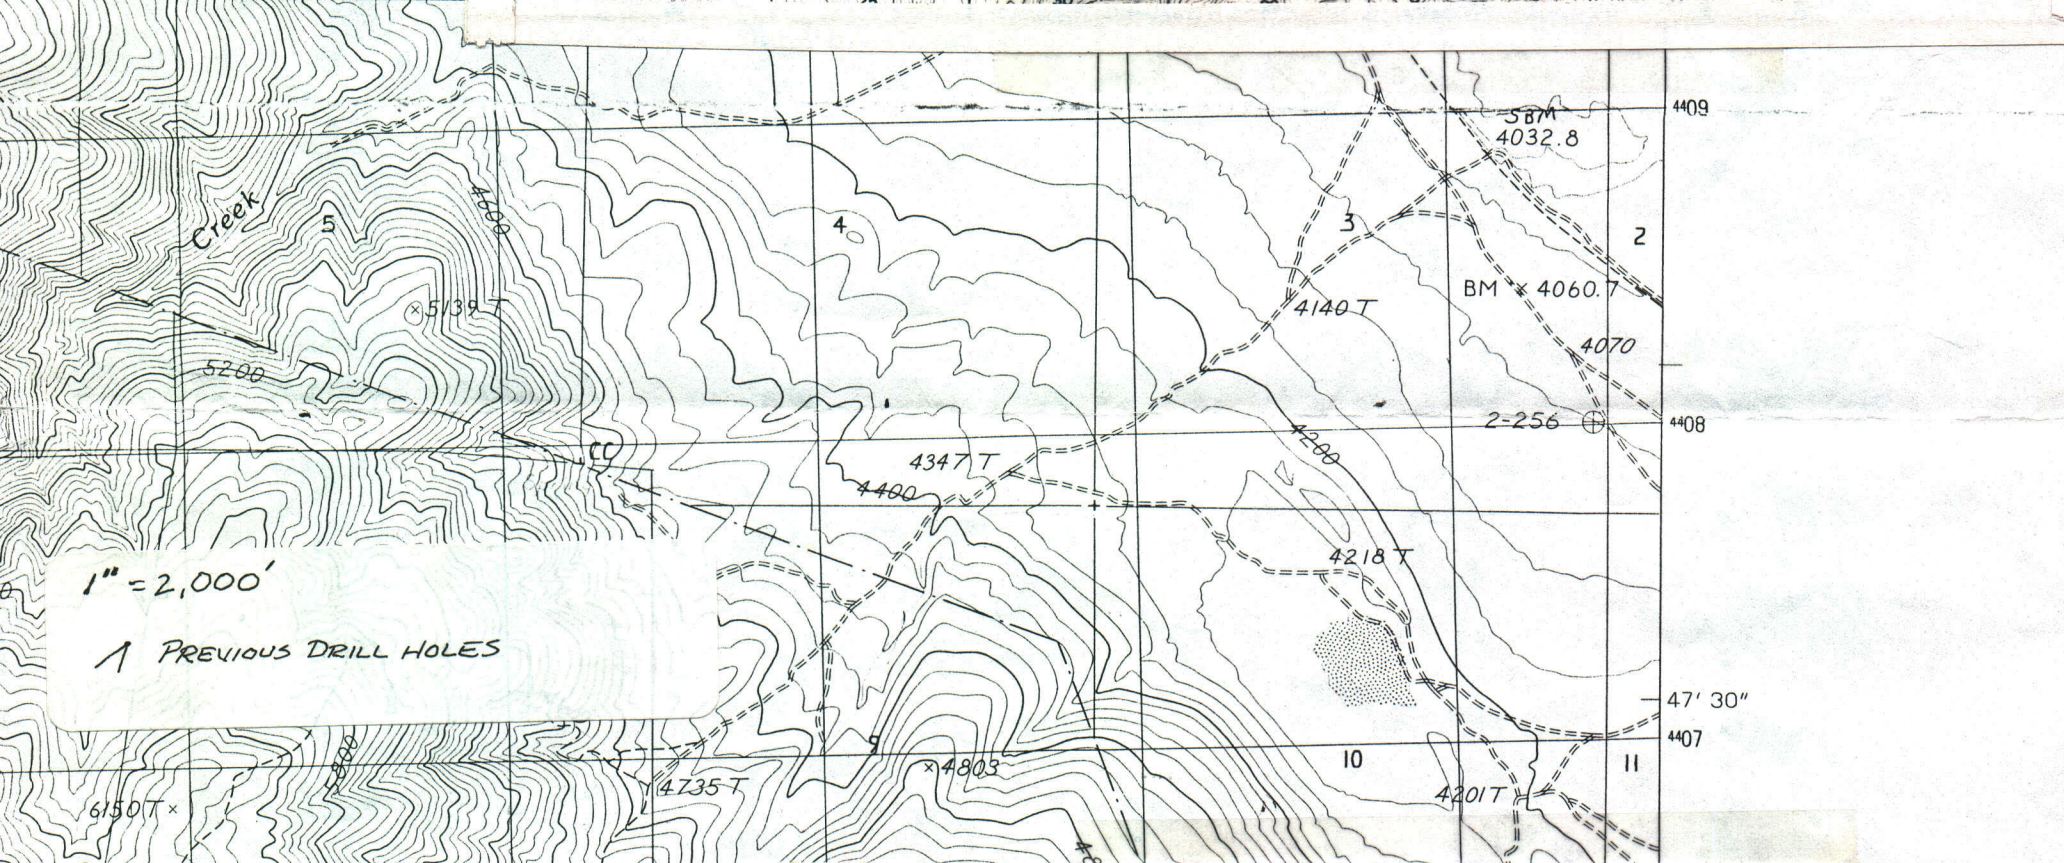 4409
SBM
4032.8
4600
Creek
5
4
3
2
BM × 4060.7
×5139 T
4140 T
4070
5200
2-256
4408
4200
CC
4347 T
4400
4218 T
1" = 2,000'
PREVIOUS DRILL HOLES
47' 30"
4407
9
10
11
×4803
4735 T
4201 T
6150 T ×